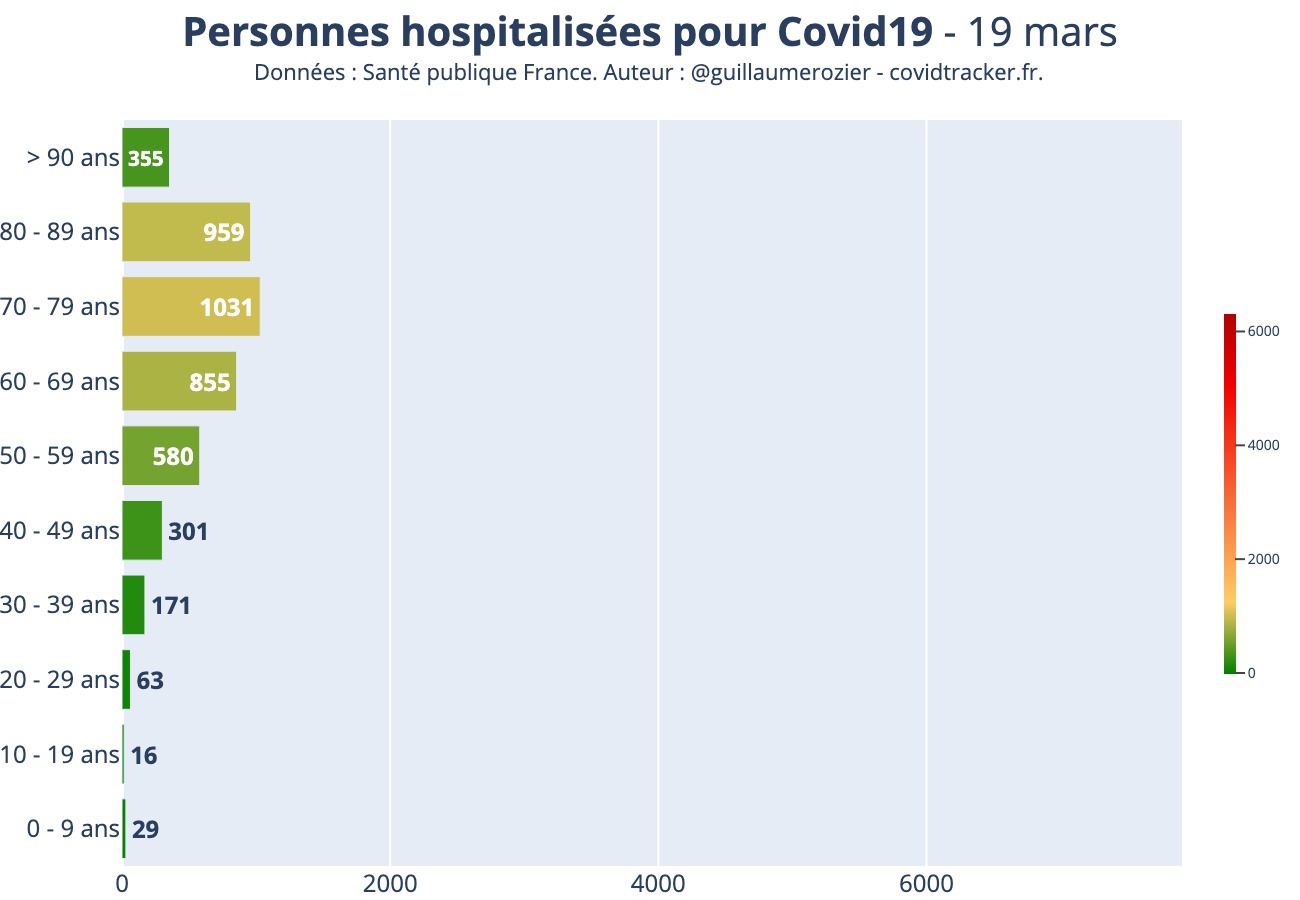 Personnes hospitalisées pour Covid19 - 19 mars
Données : Santé publique France. Auteur : @guillaumerozier - covidtracker.fr.
> 90 ans 355
80 - 89 ans 959
70 - 79 ans 1031
60 - 69 ans 855
50 - 59 ans 580
40 - 49 ans 301
30 - 39 ans 171
20 - 29 ans 63
10 - 19 ans 16
0 - 9 ans 29
0 2000 4000 6000
6000
4000
2000
0